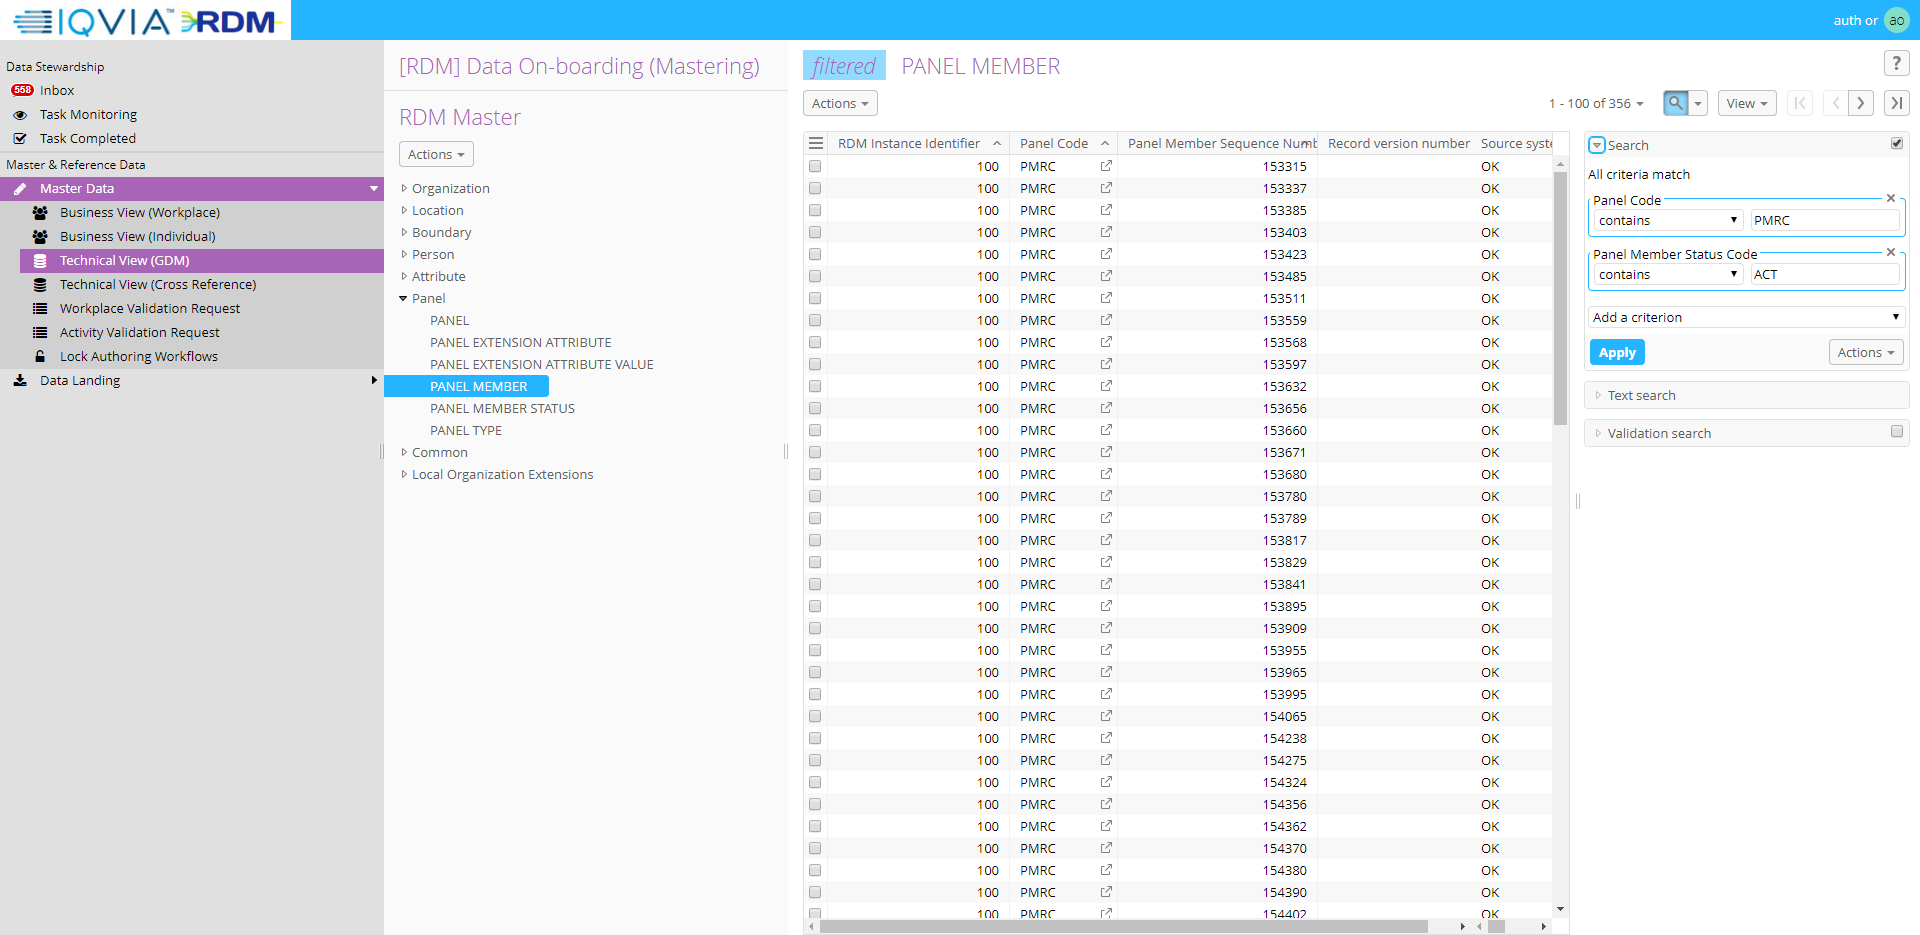 IQVIA™ RDM
auth or ao
Data Stewardship
558 Inbox
Task Monitoring
Task Completed
Master & Reference Data
Master Data
Business View (Workplace)
Business View (Individual)
Technical View (GDM)
Technical View (Cross Reference)
Workplace Validation Request
Activity Validation Request
Lock Authoring Workflows
Data Landing
[RDM] Data On-boarding (Mastering)
RDM Master
Actions
Organization
Location
Boundary
Person
Attribute
Panel
PANEL
PANEL EXTENSION ATTRIBUTE
PANEL EXTENSION ATTRIBUTE VALUE
PANEL MEMBER
PANEL MEMBER STATUS
PANEL TYPE
Common
Local Organization Extensions
filtered PANEL MEMBER ?
Actions 1 - 100 of 356 View
RDM Instance Identifier Panel Code Panel Member Sequence Numb Record version number Source syste
100 PMRC 153315 OK
100 PMRC 153337 OK
100 PMRC 153385 OK
100 PMRC 153403 OK
100 PMRC 153423 OK
100 PMRC 153485 OK
100 PMRC 153511 OK
100 PMRC 153559 OK
100 PMRC 153568 OK
100 PMRC 153597 OK
100 PMRC 153632 OK
100 PMRC 153656 OK
100 PMRC 153660 OK
100 PMRC 153671 OK
100 PMRC 153680 OK
100 PMRC 153780 OK
100 PMRC 153789 OK
100 PMRC 153817 OK
100 PMRC 153829 OK
100 PMRC 153841 OK
100 PMRC 153895 OK
100 PMRC 153909 OK
100 PMRC 153955 OK
100 PMRC 153965 OK
100 PMRC 153995 OK
100 PMRC 154065 OK
100 PMRC 154238 OK
100 PMRC 154275 OK
100 PMRC 154324 OK
100 PMRC 154356 OK
100 PMRC 154362 OK
100 PMRC 154370 OK
100 PMRC 154380 OK
100 PMRC 154390 OK
100 PMRC 154402 OK
Search
All criteria match
Panel Code
contains PMRC
Panel Member Status Code
contains ACT
Add a criterion
Apply Actions
Text search
Validation search